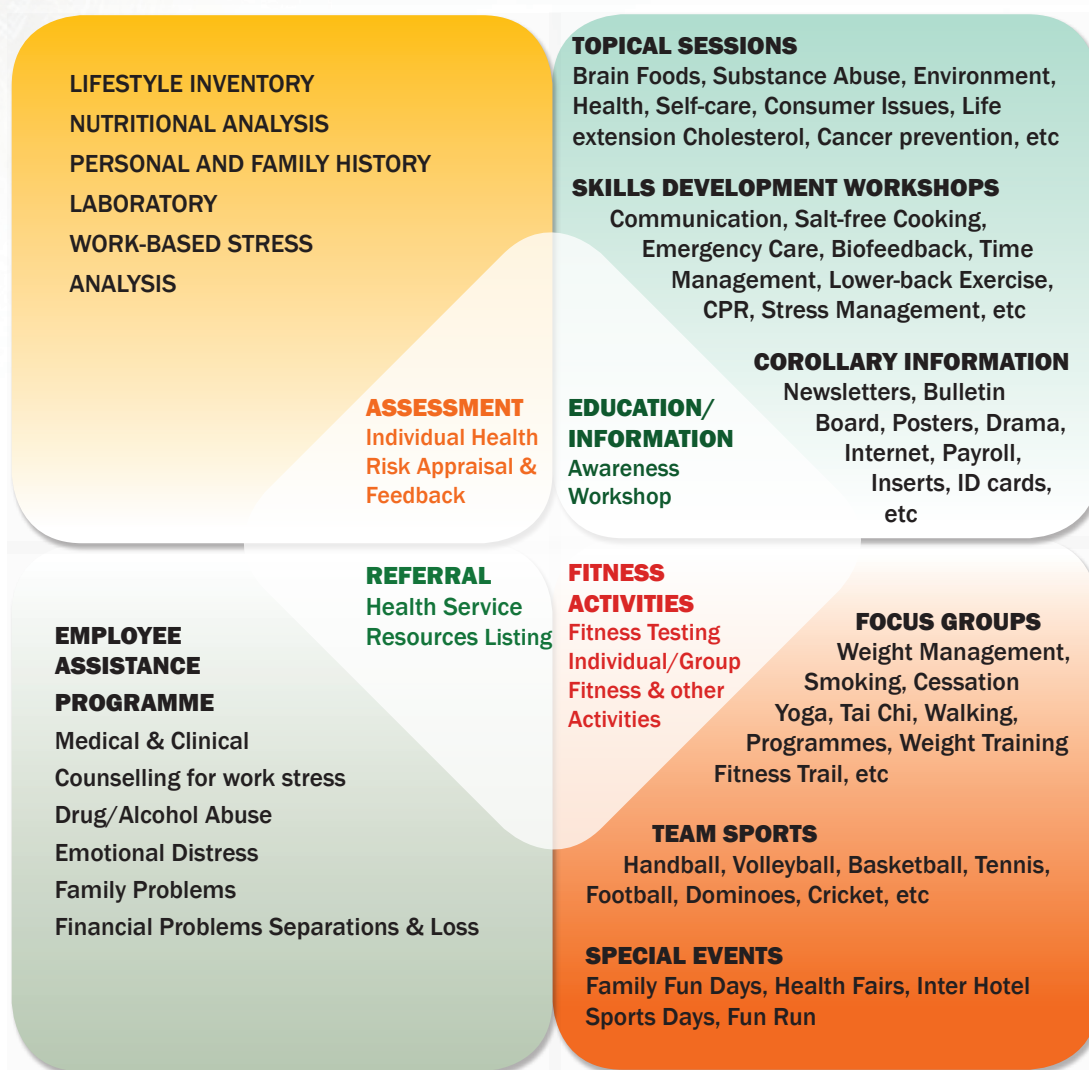 LIFESTYLE INVENTORY
NUTRITIONAL ANALYSIS
PERSONAL AND FAMILY HISTORY
LABORATORY
WORK-BASED STRESS
ANALYSIS
ASSESSMENT
Individual Health
Risk Appraisal &
Feedback
TOPICAL SESSIONS
Brain Foods, Substance Abuse, Environment,
Health, Self-care, Consumer Issues, Life
extension Cholesterol, Cancer prevention, etc
SKILLS DEVELOPMENT WORKSHOPS
Communication, Salt-free Cooking,
Emergency Care, Biofeedback, Time
Management, Lower-back Exercise,
CPR, Stress Management, etc
COROLLARY INFORMATION
Newsletters, Bulletin
Board, Posters, Drama,
Internet, Payroll,
Inserts, ID cards,
etc
EDUCATION/
INFORMATION
Awareness
Workshop
REFERRAL
Health Service
Resources Listing
EMPLOYEE
ASSISTANCE
PROGRAMME
Medical & Clinical
Counselling for work stress
Drug/Alcohol Abuse
Emotional Distress
Family Problems
Financial Problems Separations & Loss
FITNESS
ACTIVITIES
Fitness Testing
Individual/Group
Fitness & other
Activities
FOCUS GROUPS
Weight Management,
Smoking, Cessation
Yoga, Tai Chi, Walking,
Programmes, Weight Training
Fitness Trail, etc
TEAM SPORTS
Handball, Volleyball, Basketball, Tennis,
Football, Dominoes, Cricket, etc
SPECIAL EVENTS
Family Fun Days, Health Fairs, Inter Hotel
Sports Days, Fun Run